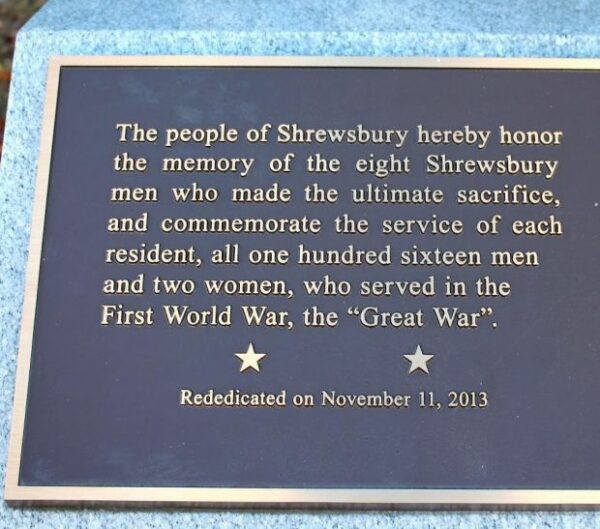 The people of Shrewsbury hereby honor
the memory of the eight Shrewsbury
men who made the ultimate sacrifice,
and commemorate the service of each
resident, all one hundred sixteen men
and two women, who served in the
First World War, the “Great War”.
Rededicated on November 11, 2013